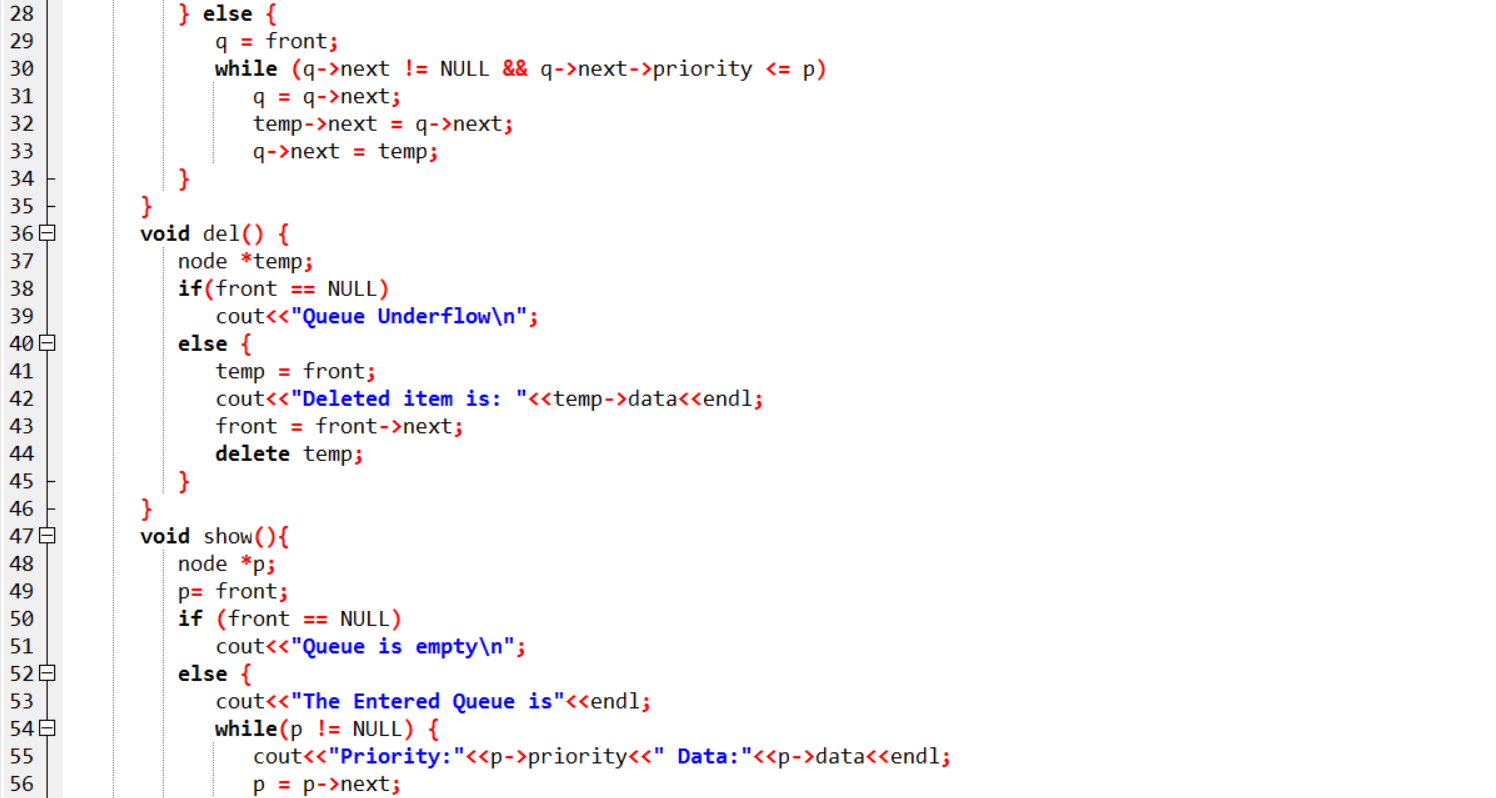 28 } else {
29 q = front;
30 while (q->next != NULL && q->next->priority <= p)
31 q = q->next;
32 temp->next = q->next;
33 q->next = temp;
34 }
35 }
36 void del() {
37 node *temp;
38 if(front == NULL)
39 cout<<"Queue Underflow\n";
40 else {
41 temp = front;
42 cout<<"Deleted item is: "<<temp->data<<endl;
43 front = front->next;
44 delete temp;
45 }
46 }
47 void show(){
48 node *p;
49 p= front;
50 if (front == NULL)
51 cout<<"Queue is empty\n";
52 else {
53 cout<<"The Entered Queue is"<<endl;
54 while(p != NULL) {
55 cout<<"Priority:"<<p->priority<<" Data:"<<p->data<<endl;
56 p = p->next;